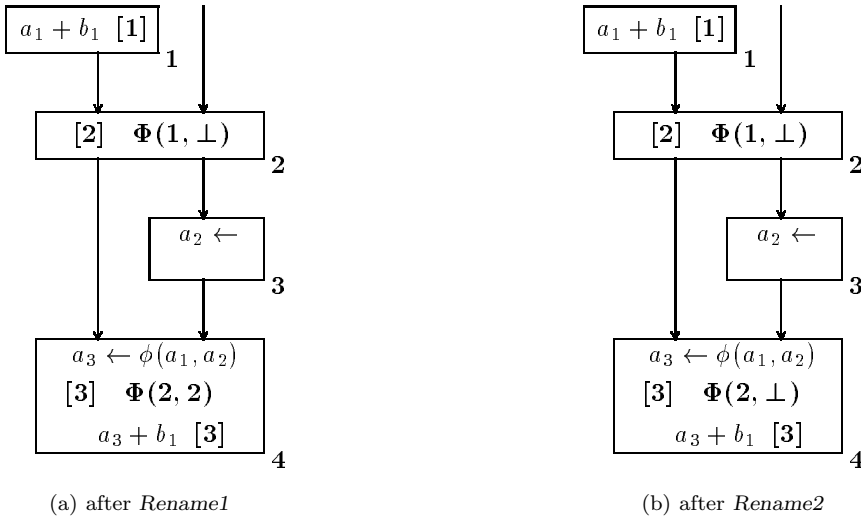 a₁ + b₁ [1]
1
[2] Φ(1, ⊥)
2
a₂ ←
3
a₃ ← ϕ(a₁, a₂)
[3] Φ(2, 2)
a₃ + b₁ [3]
4
(a) after Rename1
a₁ + b₁ [1]
1
[2] Φ(1, ⊥)
2
a₂ ←
3
a₃ ← ϕ(a₁, a₂)
[3] Φ(2, ⊥)
a₃ + b₁ [3]
4
(b) after Rename2